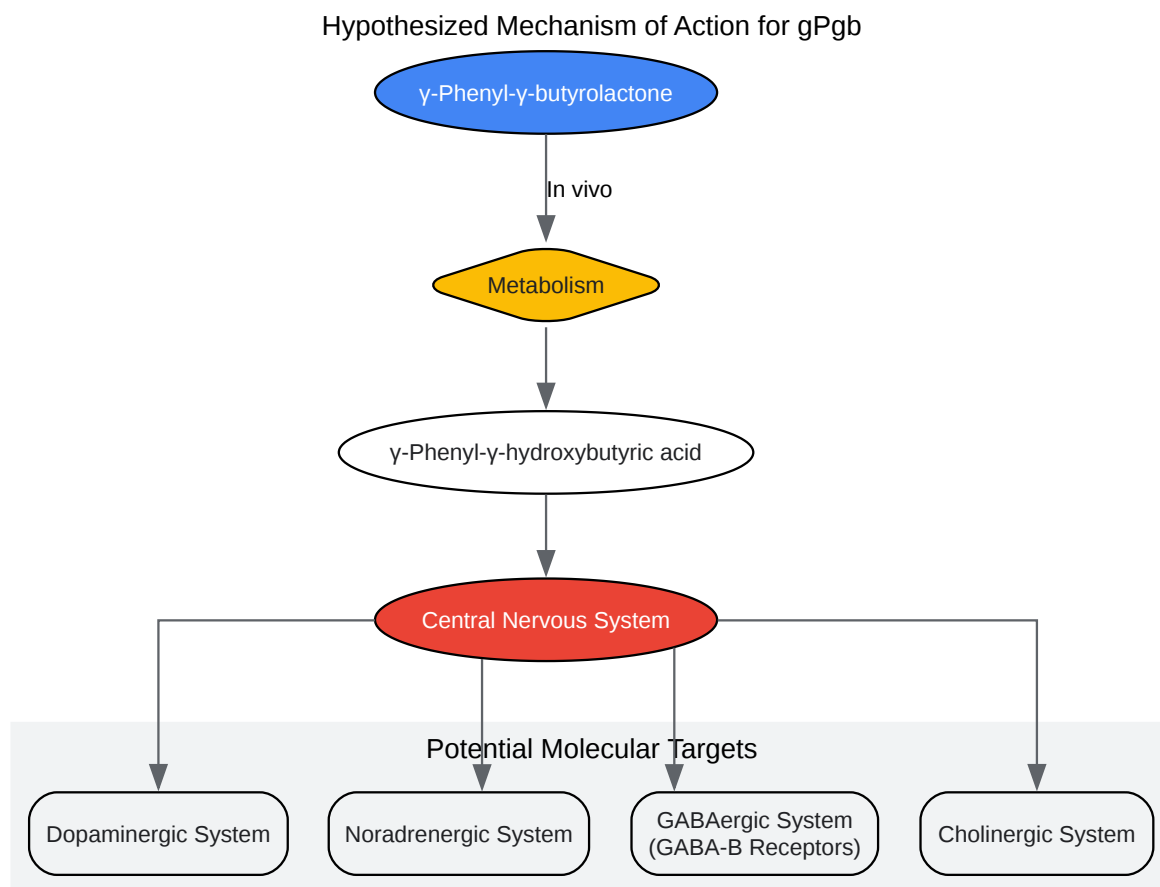 Hypothesized Mechanism of Action for gPgb
γ-Phenyl-γ-butyrolactone
In vivo
Metabolism
γ-Phenyl-γ-hydroxybutyric acid
Central Nervous System
Potential Molecular Targets
Dopaminergic System
Noradrenergic System
GABAergic System
(GABA-B Receptors)
Cholinergic System